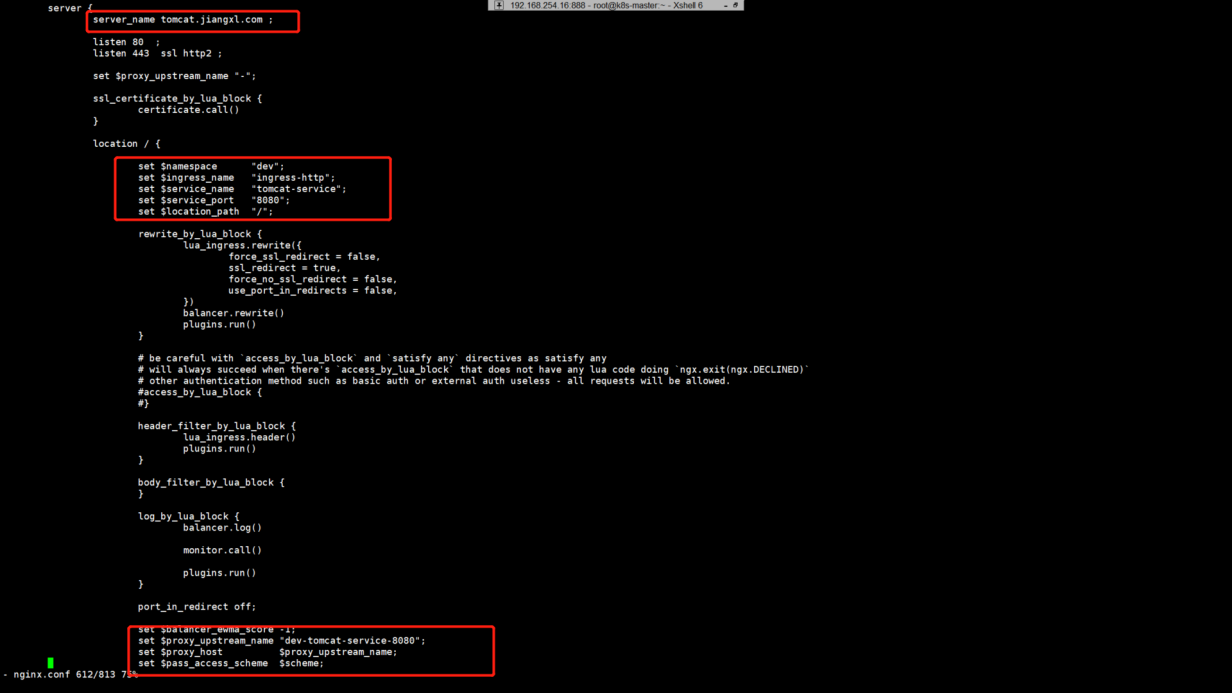 192.168.254.16:888 - root@k8s-master:~ - Xshell 6
server {
server_name tomcat.jiangxl.com ;
listen 80  ;
listen 443  ssl http2 ;
set $proxy_upstream_name "-";
ssl_certificate_by_lua_block {
certificate.call()
}
location / {
set $namespace      "dev";
set $ingress_name   "ingress-http";
set $service_name   "tomcat-service";
set $service_port   "8080";
set $location_path  "/";
rewrite_by_lua_block {
lua_ingress.rewrite({
force_ssl_redirect = false,
ssl_redirect = true,
force_no_ssl_redirect = false,
use_port_in_redirects = false,
})
balancer.rewrite()
plugins.run()
}
# be careful with `access_by_lua_block` and `satisfy any` directives as satisfy any
# will always succeed when there's `access_by_lua_block` that does not have any lua code doing `ngx.exit(ngx.DECLINED)`
# other authentication method such as basic auth or external auth useless - all requests will be allowed.
#access_by_lua_block {
#}
header_filter_by_lua_block {
lua_ingress.header()
plugins.run()
}
body_filter_by_lua_block {
}
log_by_lua_block {
balancer.log()
monitor.call()
plugins.run()
}
port_in_redirect off;
set $balancer_ewma_score -1;
set $proxy_upstream_name "dev-tomcat-service-8080";
set $proxy_host          $proxy_upstream_name;
set $pass_access_scheme  $scheme;
- nginx.conf 612/813 75%